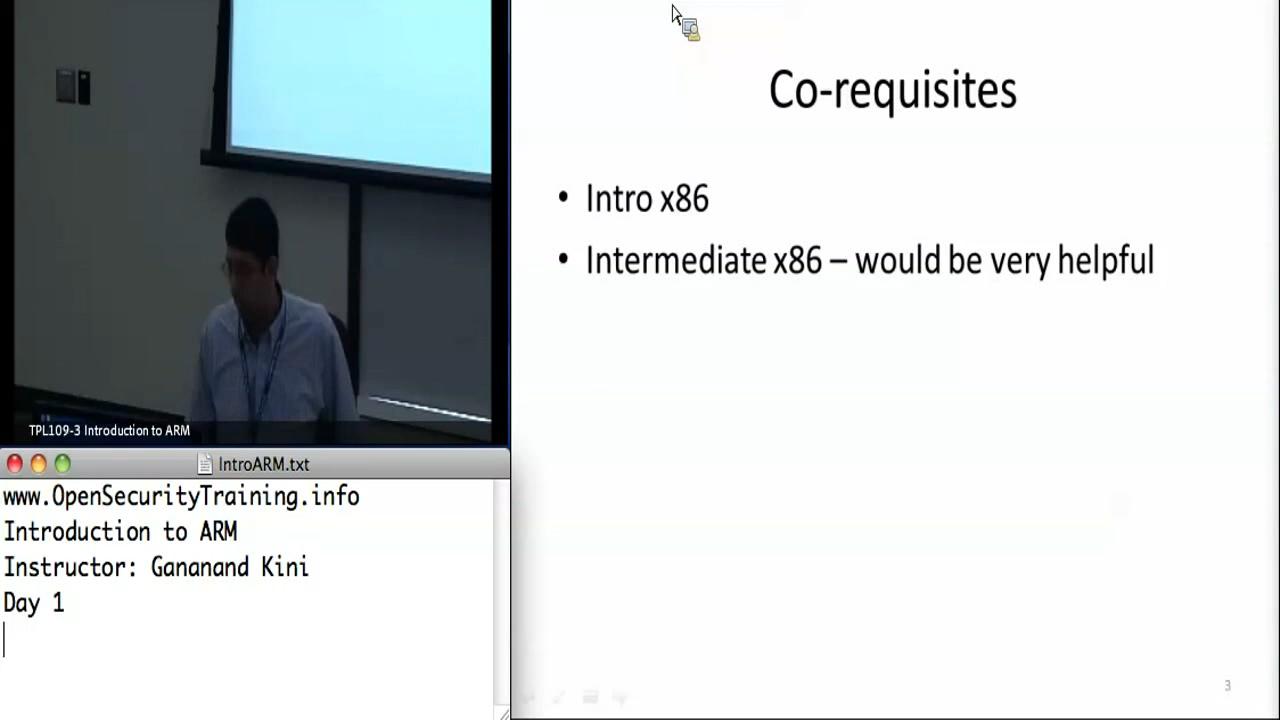 Co-requisites
• Intro x86
• Intermediate x86 – would be very helpful
3
TPL109-3 Introduction to ARM
IntroARM.txt
www.OpenSecurityTraining.info
Introduction to ARM
Instructor: Gananand Kini
Day 1